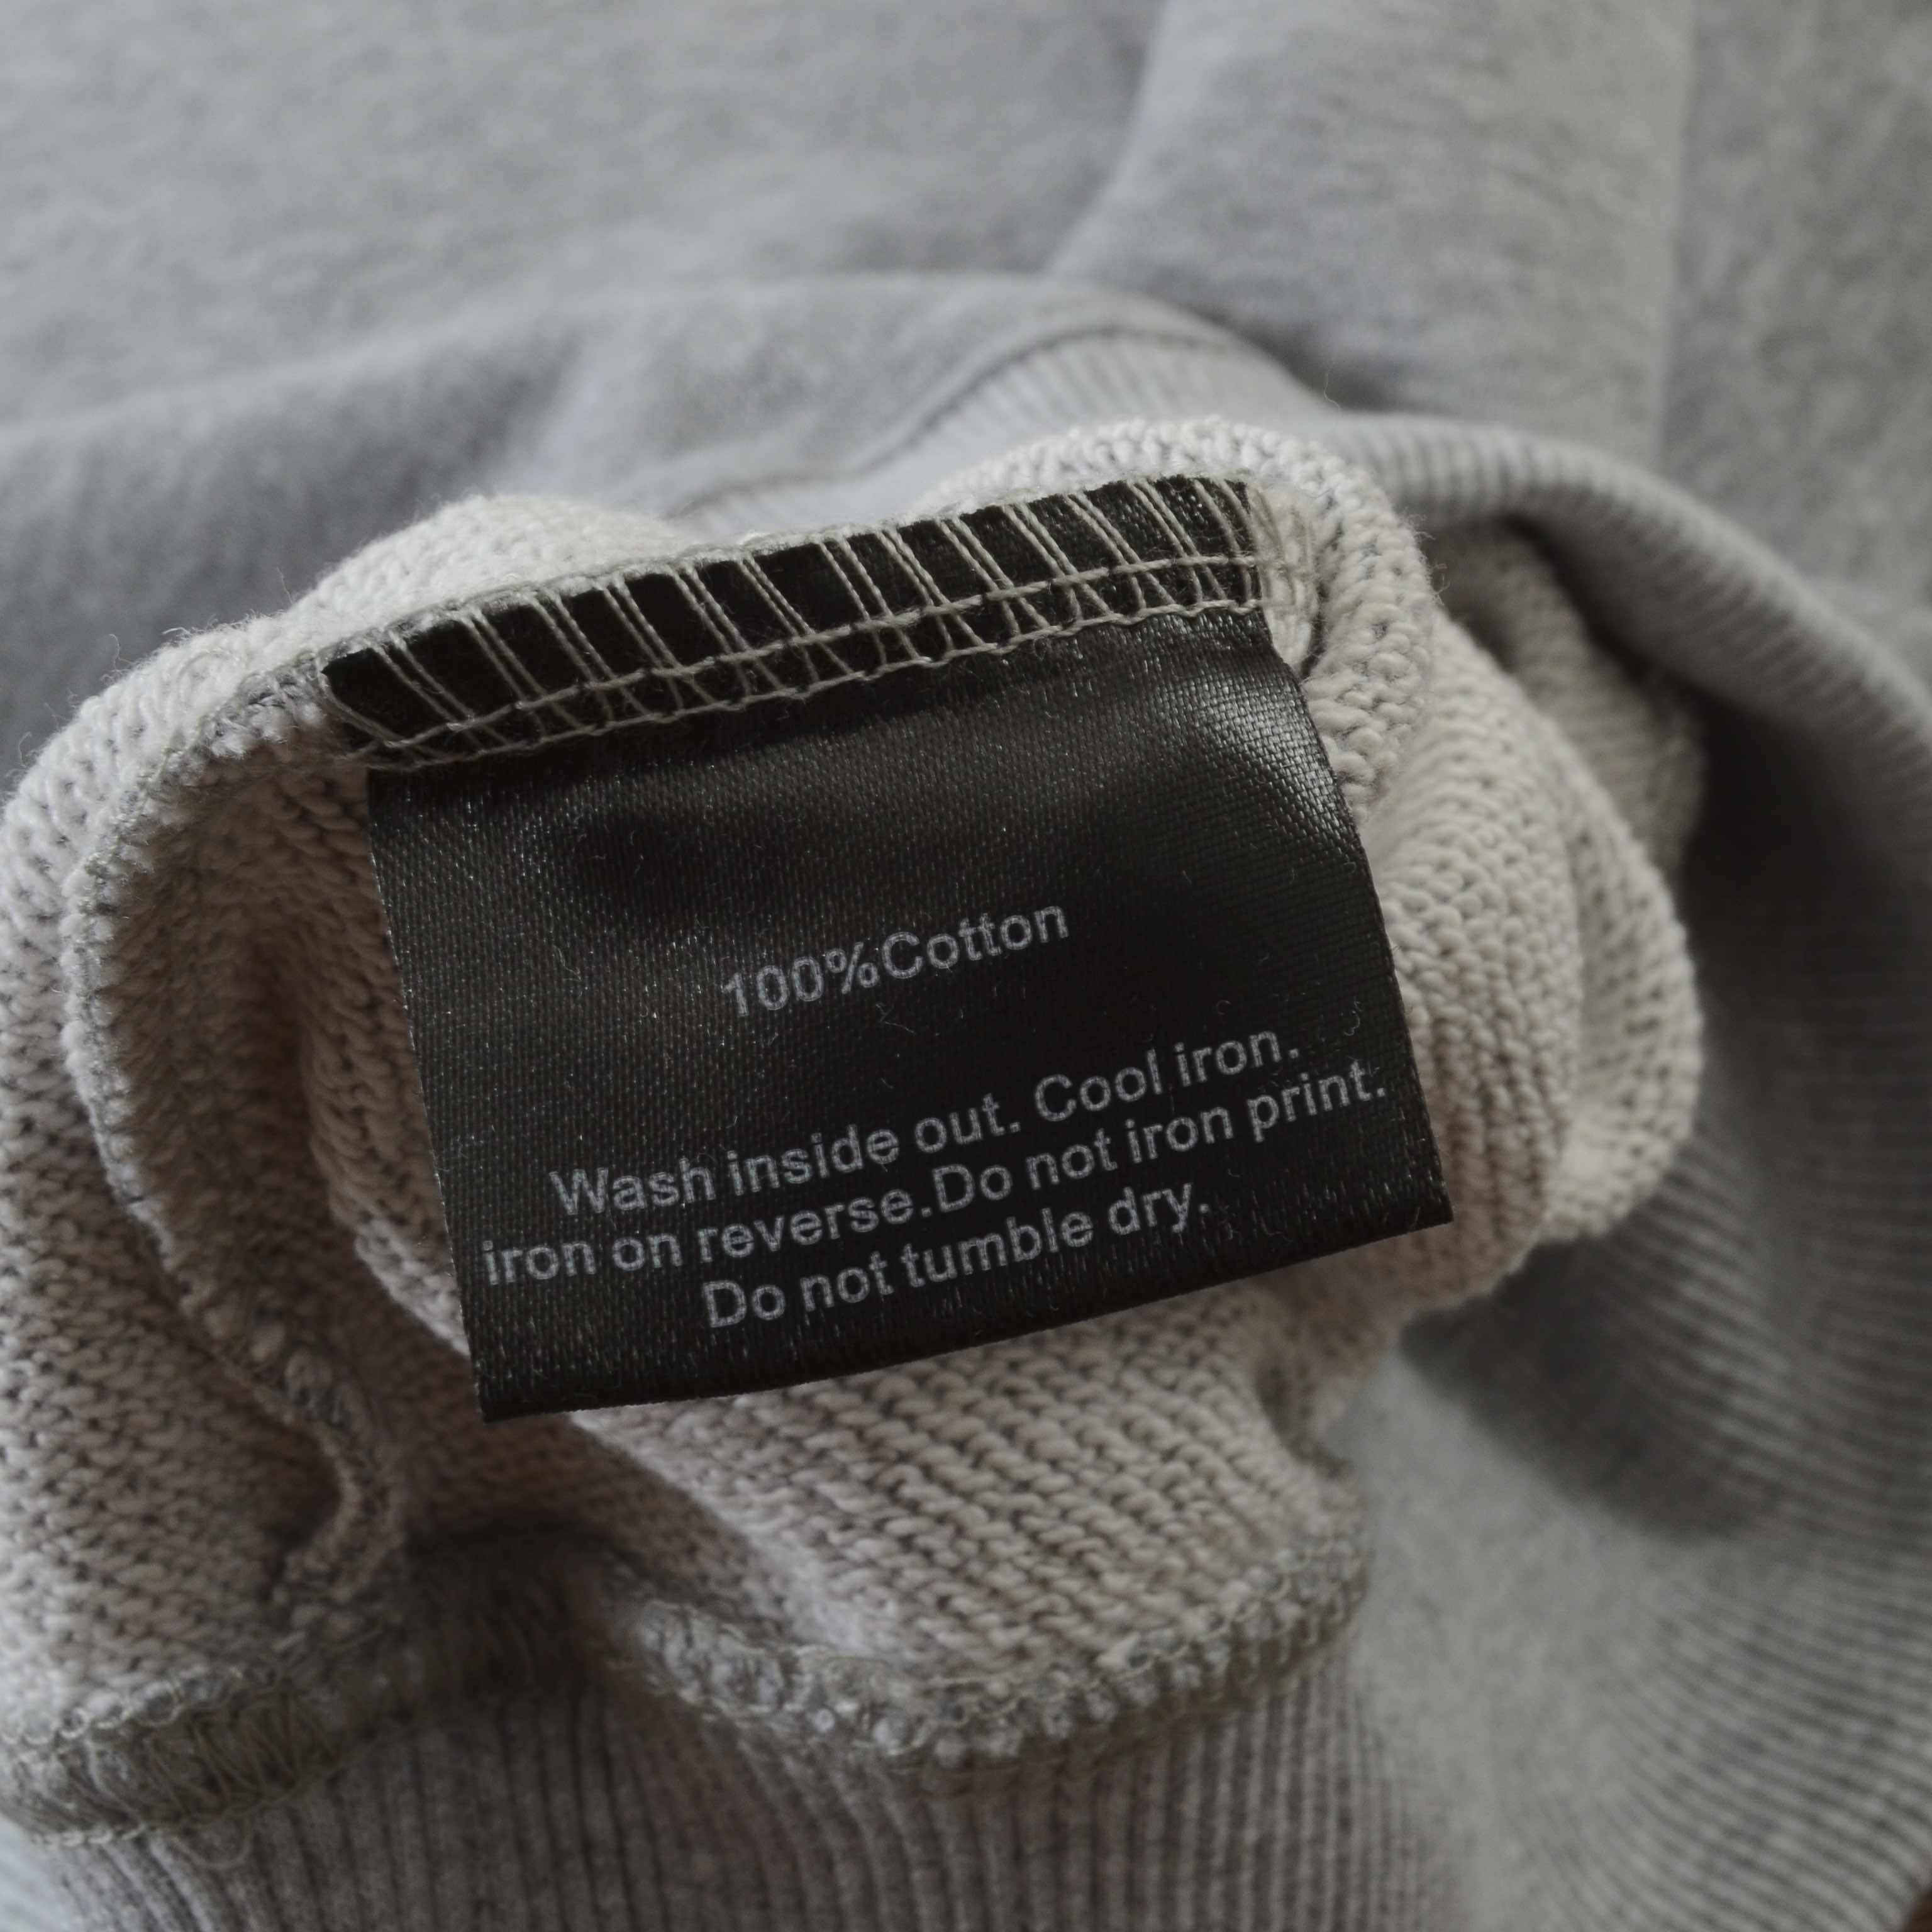 100%Cotton
Wash inside out. Cool iron.
iron on reverse.Do not iron print.
Do not tumble dry.